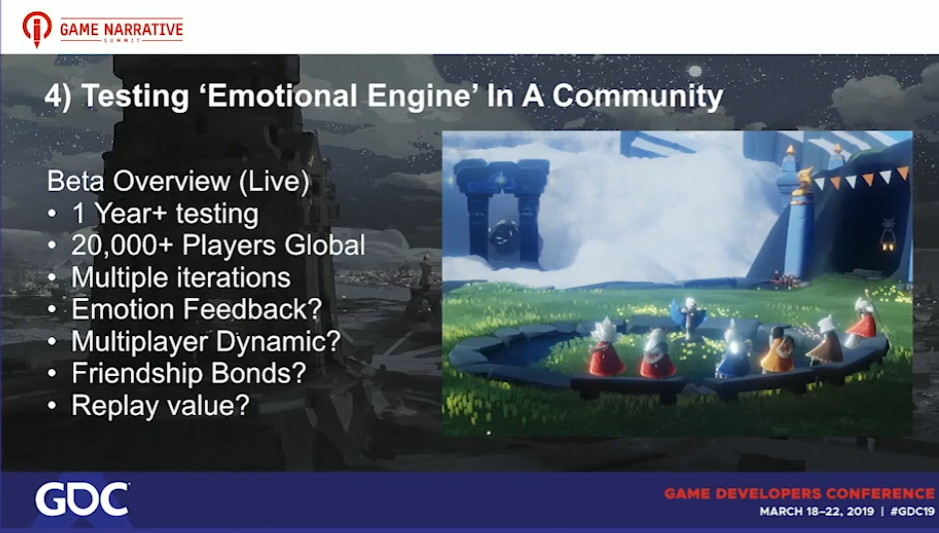 GAME NARRATIVE
SUMMIT
4) Testing ‘Emotional Engine’ In A Community
Beta Overview (Live)
• 1 Year+ testing
• 20,000+ Players Global
• Multiple iterations
• Emotion Feedback?
• Multiplayer Dynamic?
• Friendship Bonds?
• Replay value?
GDC
GAME DEVELOPERS CONFERENCE
MARCH 18–22, 2019 | #GDC19